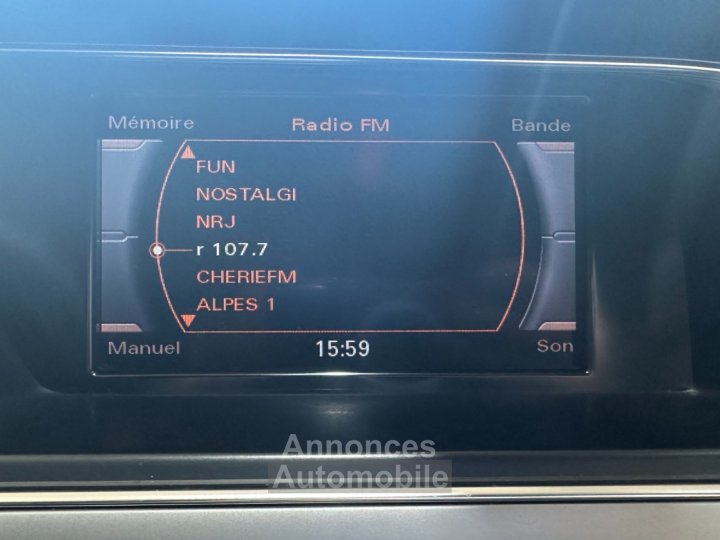 Mémoire Radio FM Bande
FUN
NOSTALGI
NRJ
r 107.7
CHERIEFM
ALPES 1
Manuel 15:59 Son
Annonces
Automobile